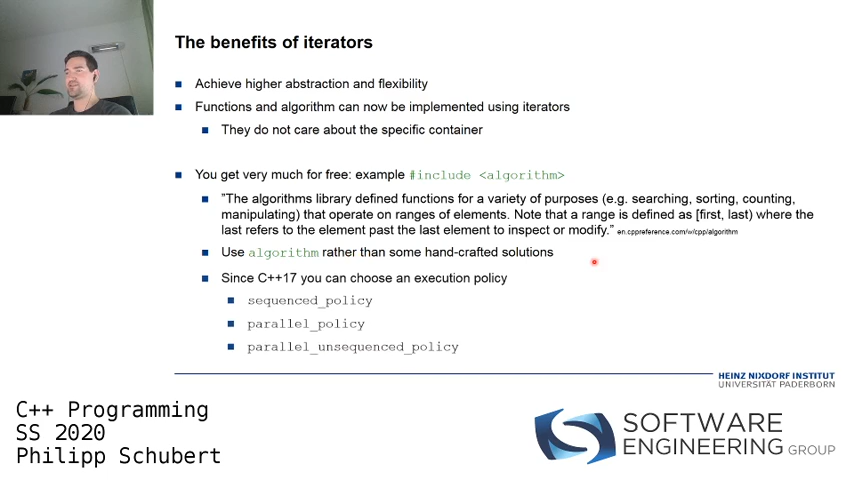 The benefits of iterators
Achieve higher abstraction and flexibility
Functions and algorithm can now be implemented using iterators
They do not care about the specific container
You get very much for free: example #include <algorithm>
"The algorithms library defined functions for a variety of purposes (e.g. searching, sorting, counting,
manipulating) that operate on ranges of elements. Note that a range is defined as [first, last) where the
last refers to the element past the last element to inspect or modify." en.cppreference.com/w/cpp/algorithm
Use algorithm rather than some hand-crafted solutions
Since C++17 you can choose an execution policy
sequenced_policy
parallel_policy
parallel_unsequenced_policy
HEINZ NIXDORF INSTITUT
UNIVERSITÄT PADERBORN
C++ Programming
SS 2020
Philipp Schubert
SOFTWARE
ENGINEERING GROUP